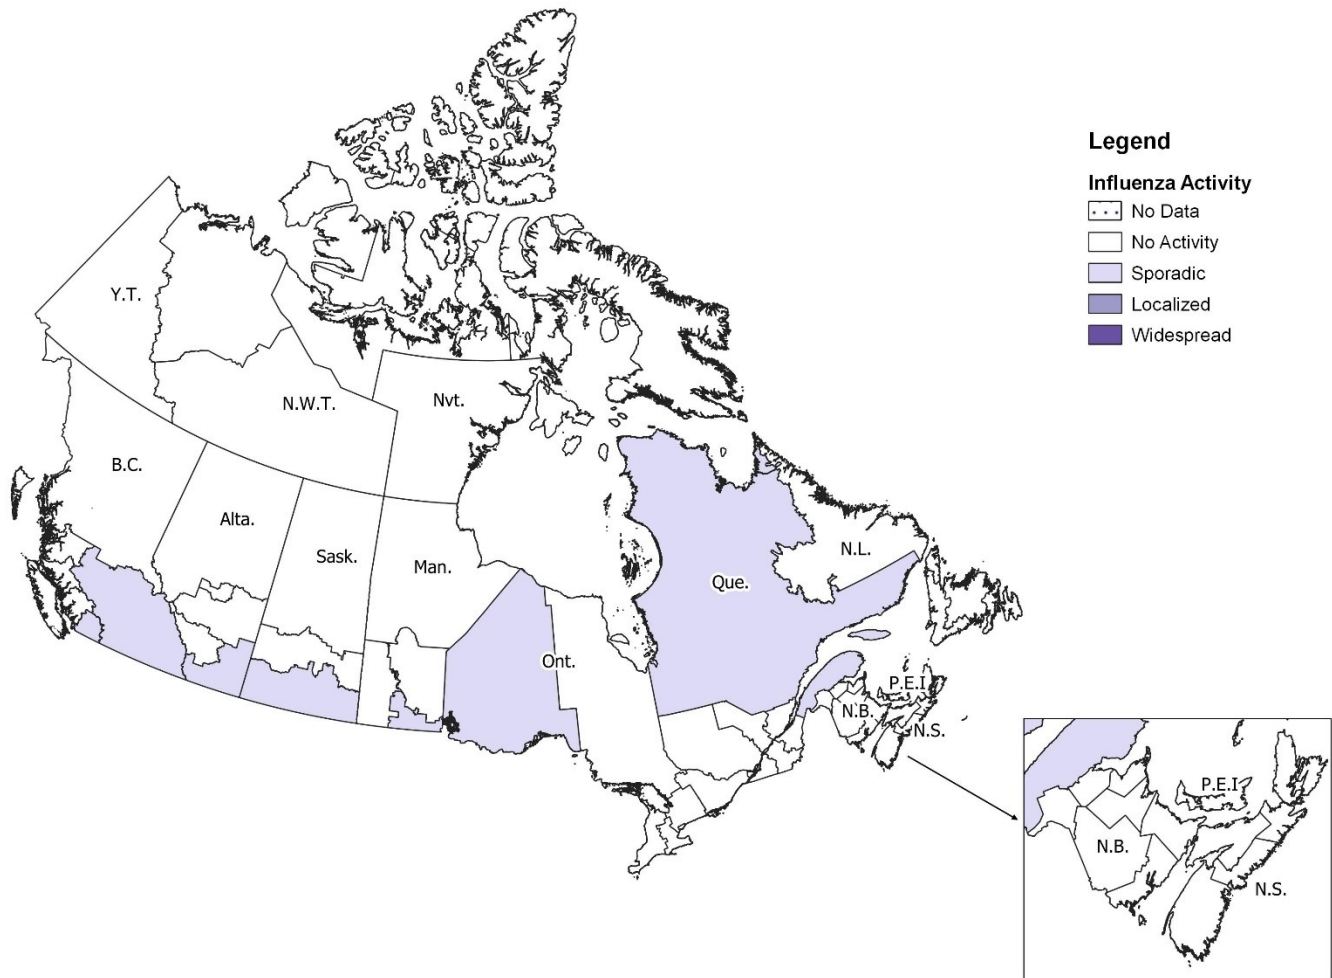 Legend
Influenza Activity
No Data
No Activity
Sporadic
Localized
Widespread
Y.T.
N.W.T.
Nvt.
B.C.
Alta.
Sask.
Man.
Ont.
Que.
N.L.
P.E.I
N.B.
N.S.
P.E.I
N.B.
N.S.